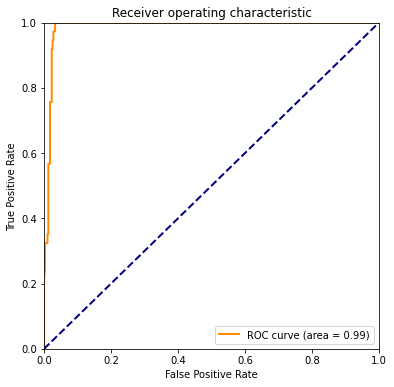 Receiver operating characteristic
1.0
0.8
0.6
0.4
0.2
0.0
True Positive Rate
ROC curve (area = 0.99)
0.0 0.2 0.4 0.6 0.8 1.0
False Positive Rate